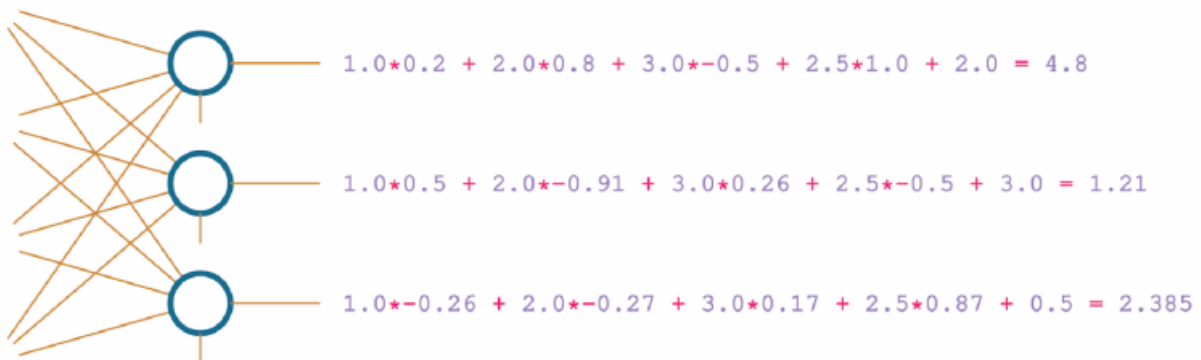 1.0*0.2 + 2.0*0.8 + 3.0*-0.5 + 2.5*1.0 + 2.0 = 4.8
1.0*0.5 + 2.0*-0.91 + 3.0*0.26 + 2.5*-0.5 + 3.0 = 1.21
1.0*-0.26 + 2.0*-0.27 + 3.0*0.17 + 2.5*0.87 + 0.5 = 2.385